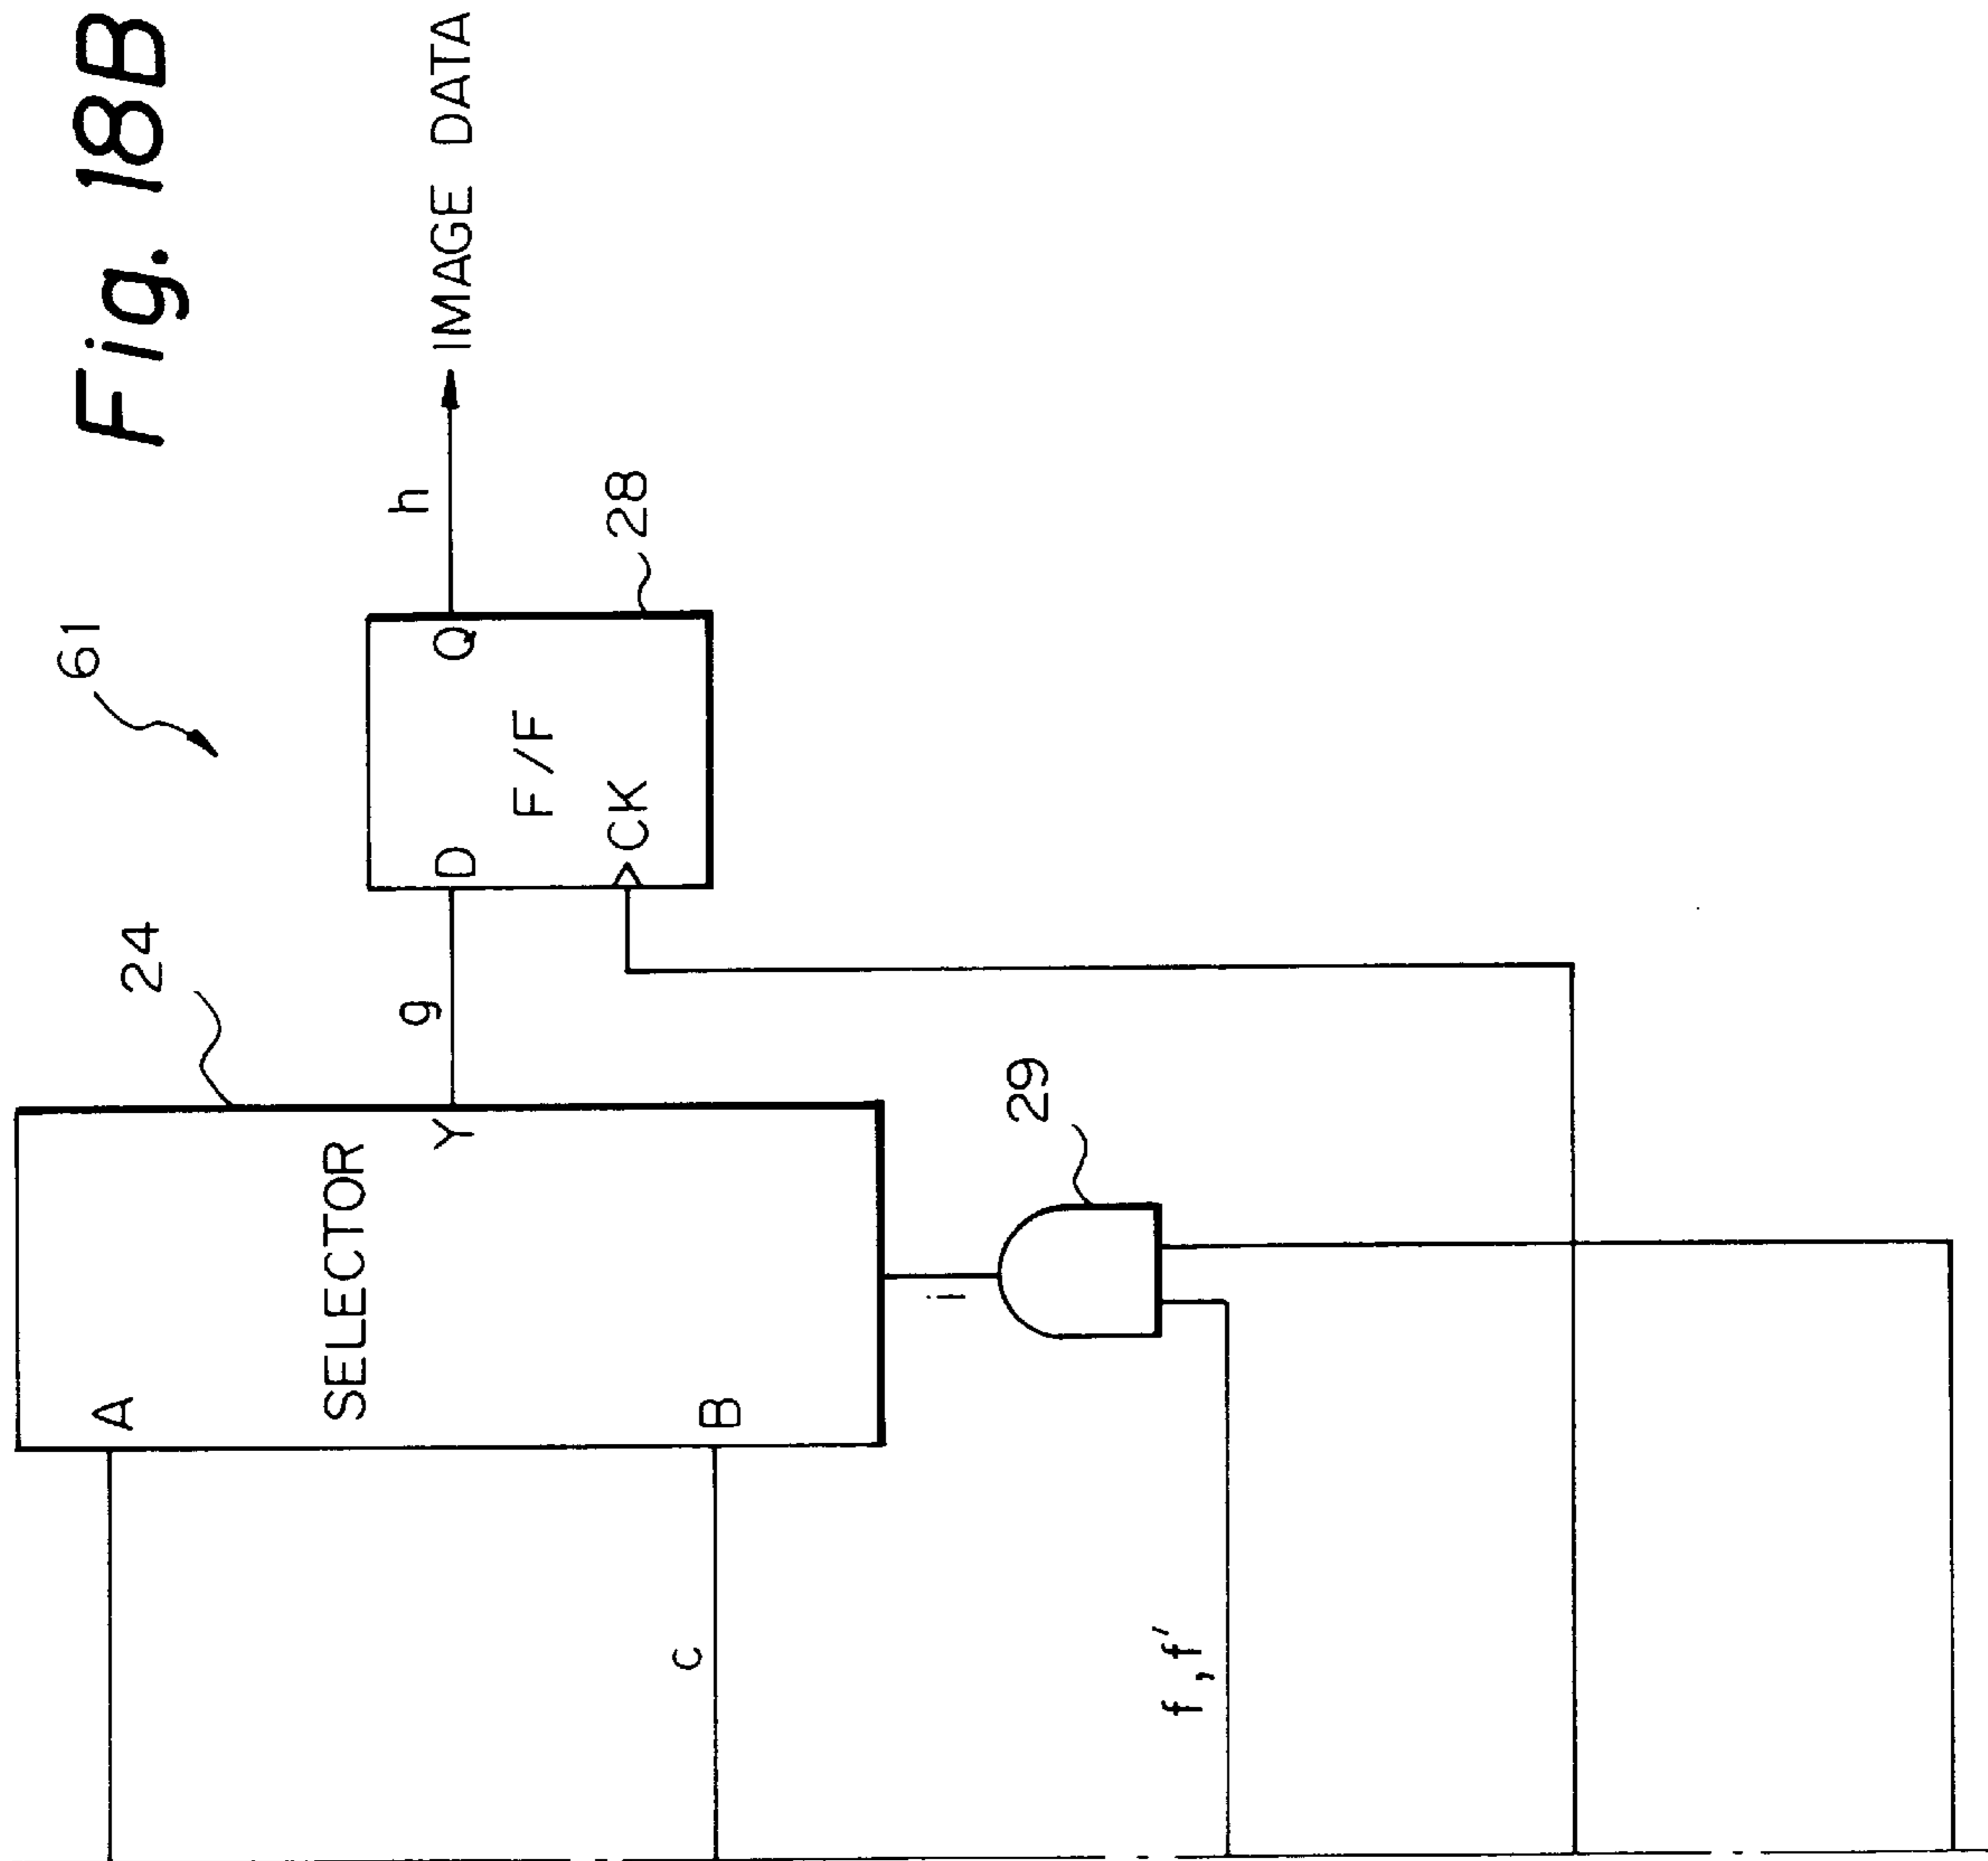 Fig. 18B
61
24
A
SELECTOR
Y
B
c
g
D
Q
F/F
CK
28
h
IMAGE DATA
i
29
f,f'